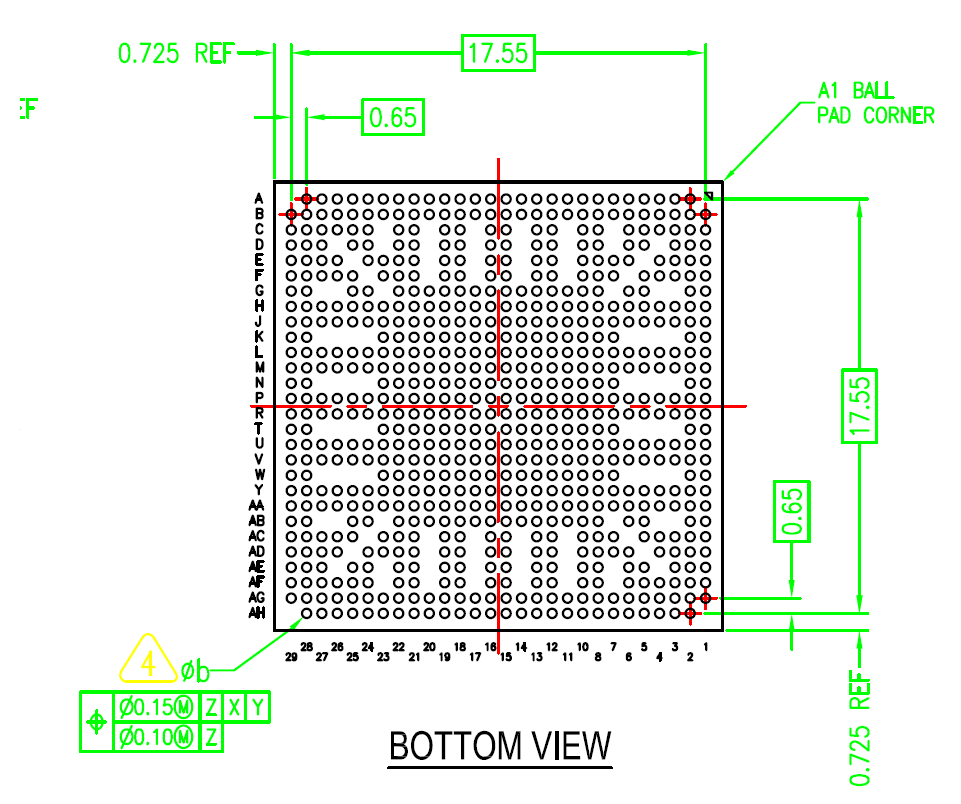 0.725 REF
17.55
0.65
A1 BALL
PAD CORNER
A
B
C
D
E
F
G
H
J
K
L
M
N
P
R
T
U
V
W
Y
AA
AB
AC
AD
AE
AF
AG
AH
17.55
0.65
28 26 24 22 20 18 16 14 12 10 7 5 3 1
29 27 25 23 21 19 17 15 13 11 8 6 4 2
4 øb
Ø0.15Ⓜ Z X Y
Ø0.10Ⓜ Z
0.725 REF
BOTTOM VIEW